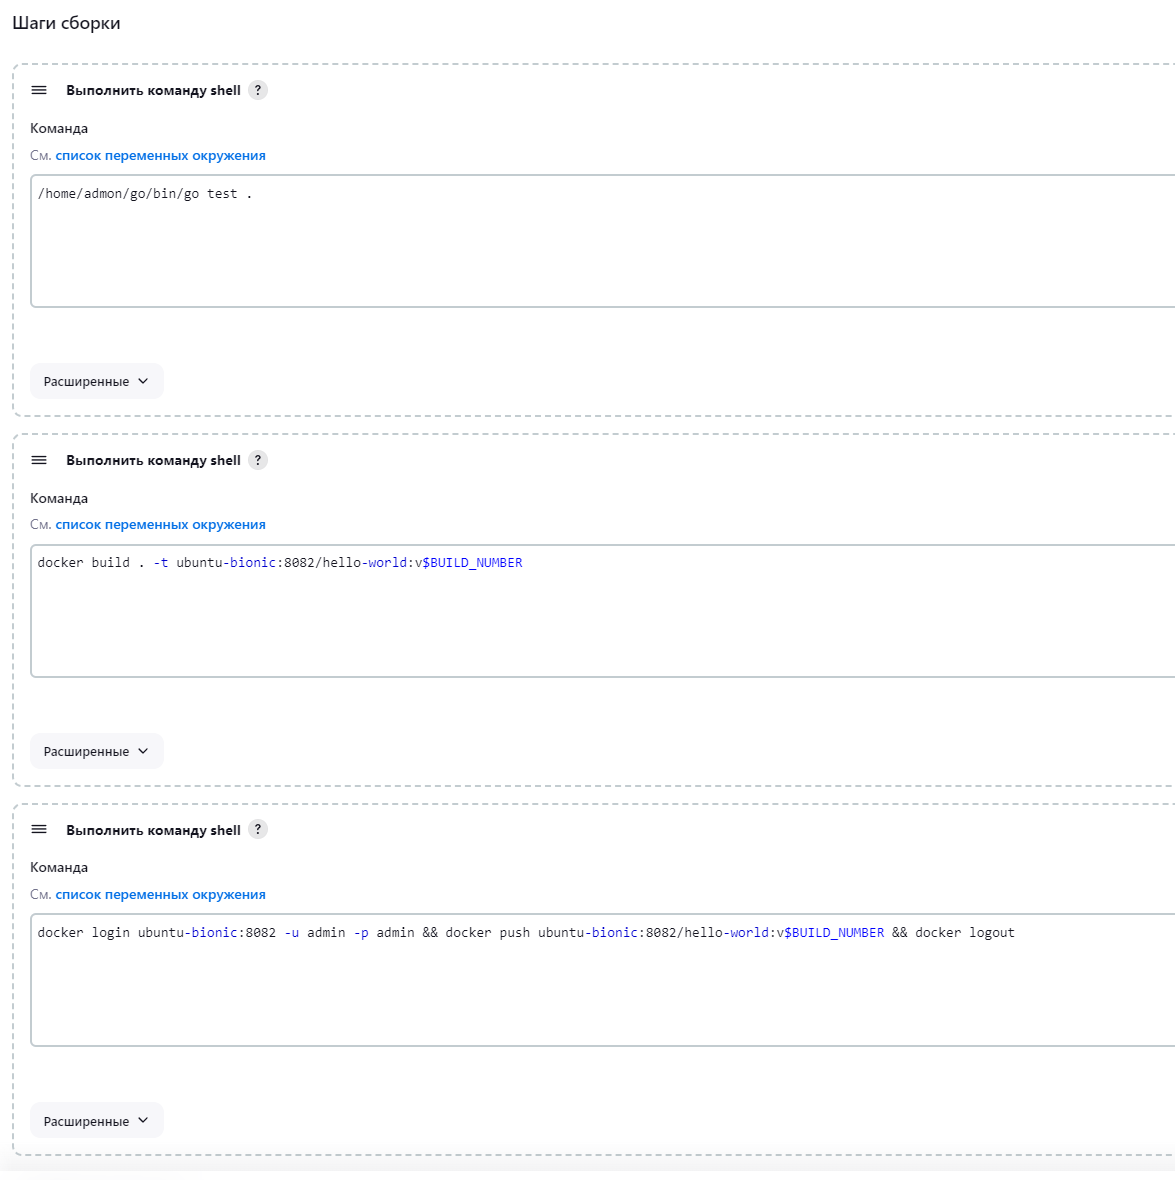 Шаги сборки
Выполнить команду shell ?
Команда
См. список переменных окружения
/home/admon/go/bin/go test .
Расширенные
Выполнить команду shell ?
Команда
См. список переменных окружения
docker build . -t ubuntu-bionic:8082/hello-world:v$BUILD_NUMBER
Расширенные
Выполнить команду shell ?
Команда
См. список переменных окружения
docker login ubuntu-bionic:8082 -u admin -p admin && docker push ubuntu-bionic:8082/hello-world:v$BUILD_NUMBER && docker logout
Расширенные